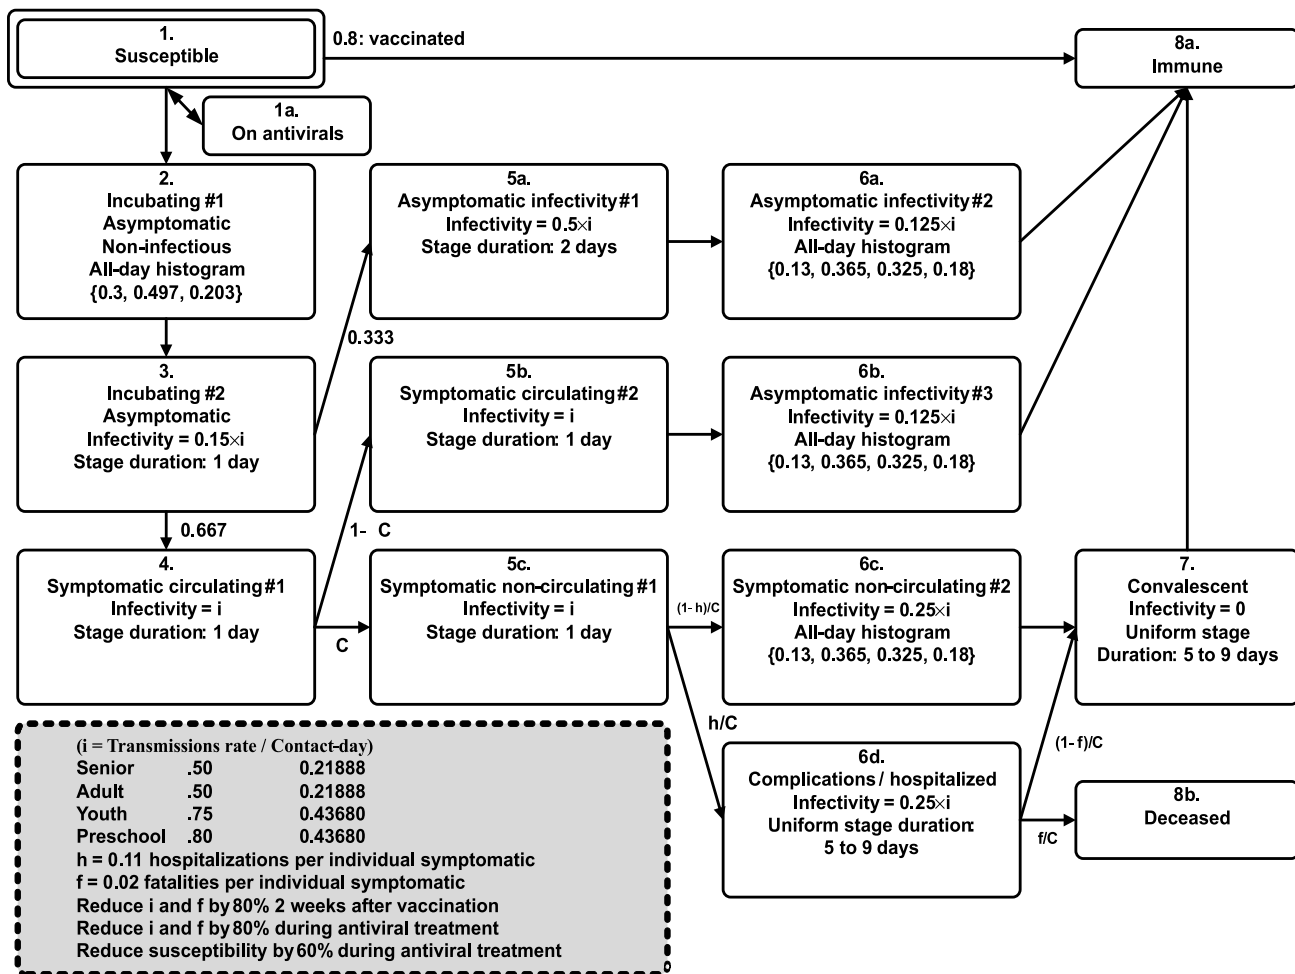 1.
Susceptible
0.8: vaccinated
8a.
Immune
1a.
On antivirals
2.
Incubating #1
Asymptomatic
Non-infectious
All-day histogram
{0.3, 0.497, 0.203}
5a.
Asymptomatic infectivity #1
Infectivity = 0.5×i
Stage duration: 2 days
6a.
Asymptomatic infectivity #2
Infectivity = 0.125×i
All-day histogram
{0.13, 0.365, 0.325, 0.18}
0.333
3.
Incubating #2
Asymptomatic
Infectivity = 0.15×i
Stage duration: 1 day
5b.
Symptomatic circulating #2
Infectivity = i
Stage duration: 1 day
6b.
Asymptomatic infectivity #3
Infectivity = 0.125×i
All-day histogram
{0.13, 0.365, 0.325, 0.18}
0.667
1- C
4.
Symptomatic circulating #1
Infectivity = i
Stage duration: 1 day
C
5c.
Symptomatic non-circulating #1
Infectivity = i
Stage duration: 1 day
(1- h)/C
6c.
Symptomatic non-circulating #2
Infectivity = 0.25×i
All-day histogram
{0.13, 0.365, 0.325, 0.18}
7.
Convalescent
Infectivity = 0
Uniform stage
Duration: 5 to 9 days
h/C
6d.
Complications / hospitalized
Infectivity = 0.25×i
Uniform stage duration:
5 to 9 days
(1- f)/C
f/C
8b.
Deceased
(i = Transmissions rate / Contact-day)
Senior .50 0.21888
Adult .50 0.21888
Youth .75 0.43680
Preschool .80 0.43680
h = 0.11 hospitalizations per individual symptomatic
f = 0.02 fatalities per individual symptomatic
Reduce i and f by 80% 2 weeks after vaccination
Reduce i and f by 80% during antiviral treatment
Reduce susceptibility by 60% during antiviral treatment